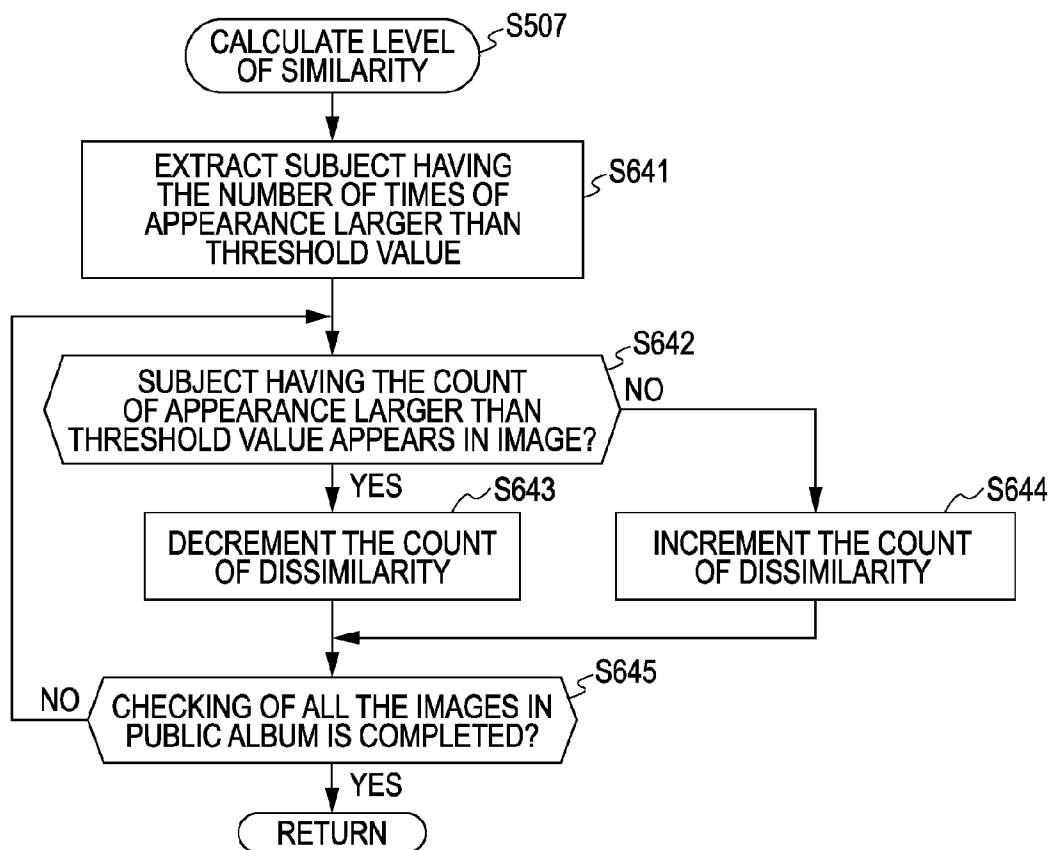 CALCULATE LEVEL
OF SIMILARITY
S507
EXTRACT SUBJECT HAVING
THE NUMBER OF TIMES OF
APPEARANCE LARGER THAN
THRESHOLD VALUE
S641
SUBJECT HAVING THE COUNT
OF APPEARANCE LARGER THAN
THRESHOLD VALUE APPEARS IN IMAGE?
S642
NO
YES
DECREMENT THE COUNT
OF DISSIMILARITY
S643
INCREMENT THE COUNT
OF DISSIMILARITY
S644
CHECKING OF ALL THE IMAGES IN
PUBLIC ALBUM IS COMPLETED?
S645
NO
YES
RETURN